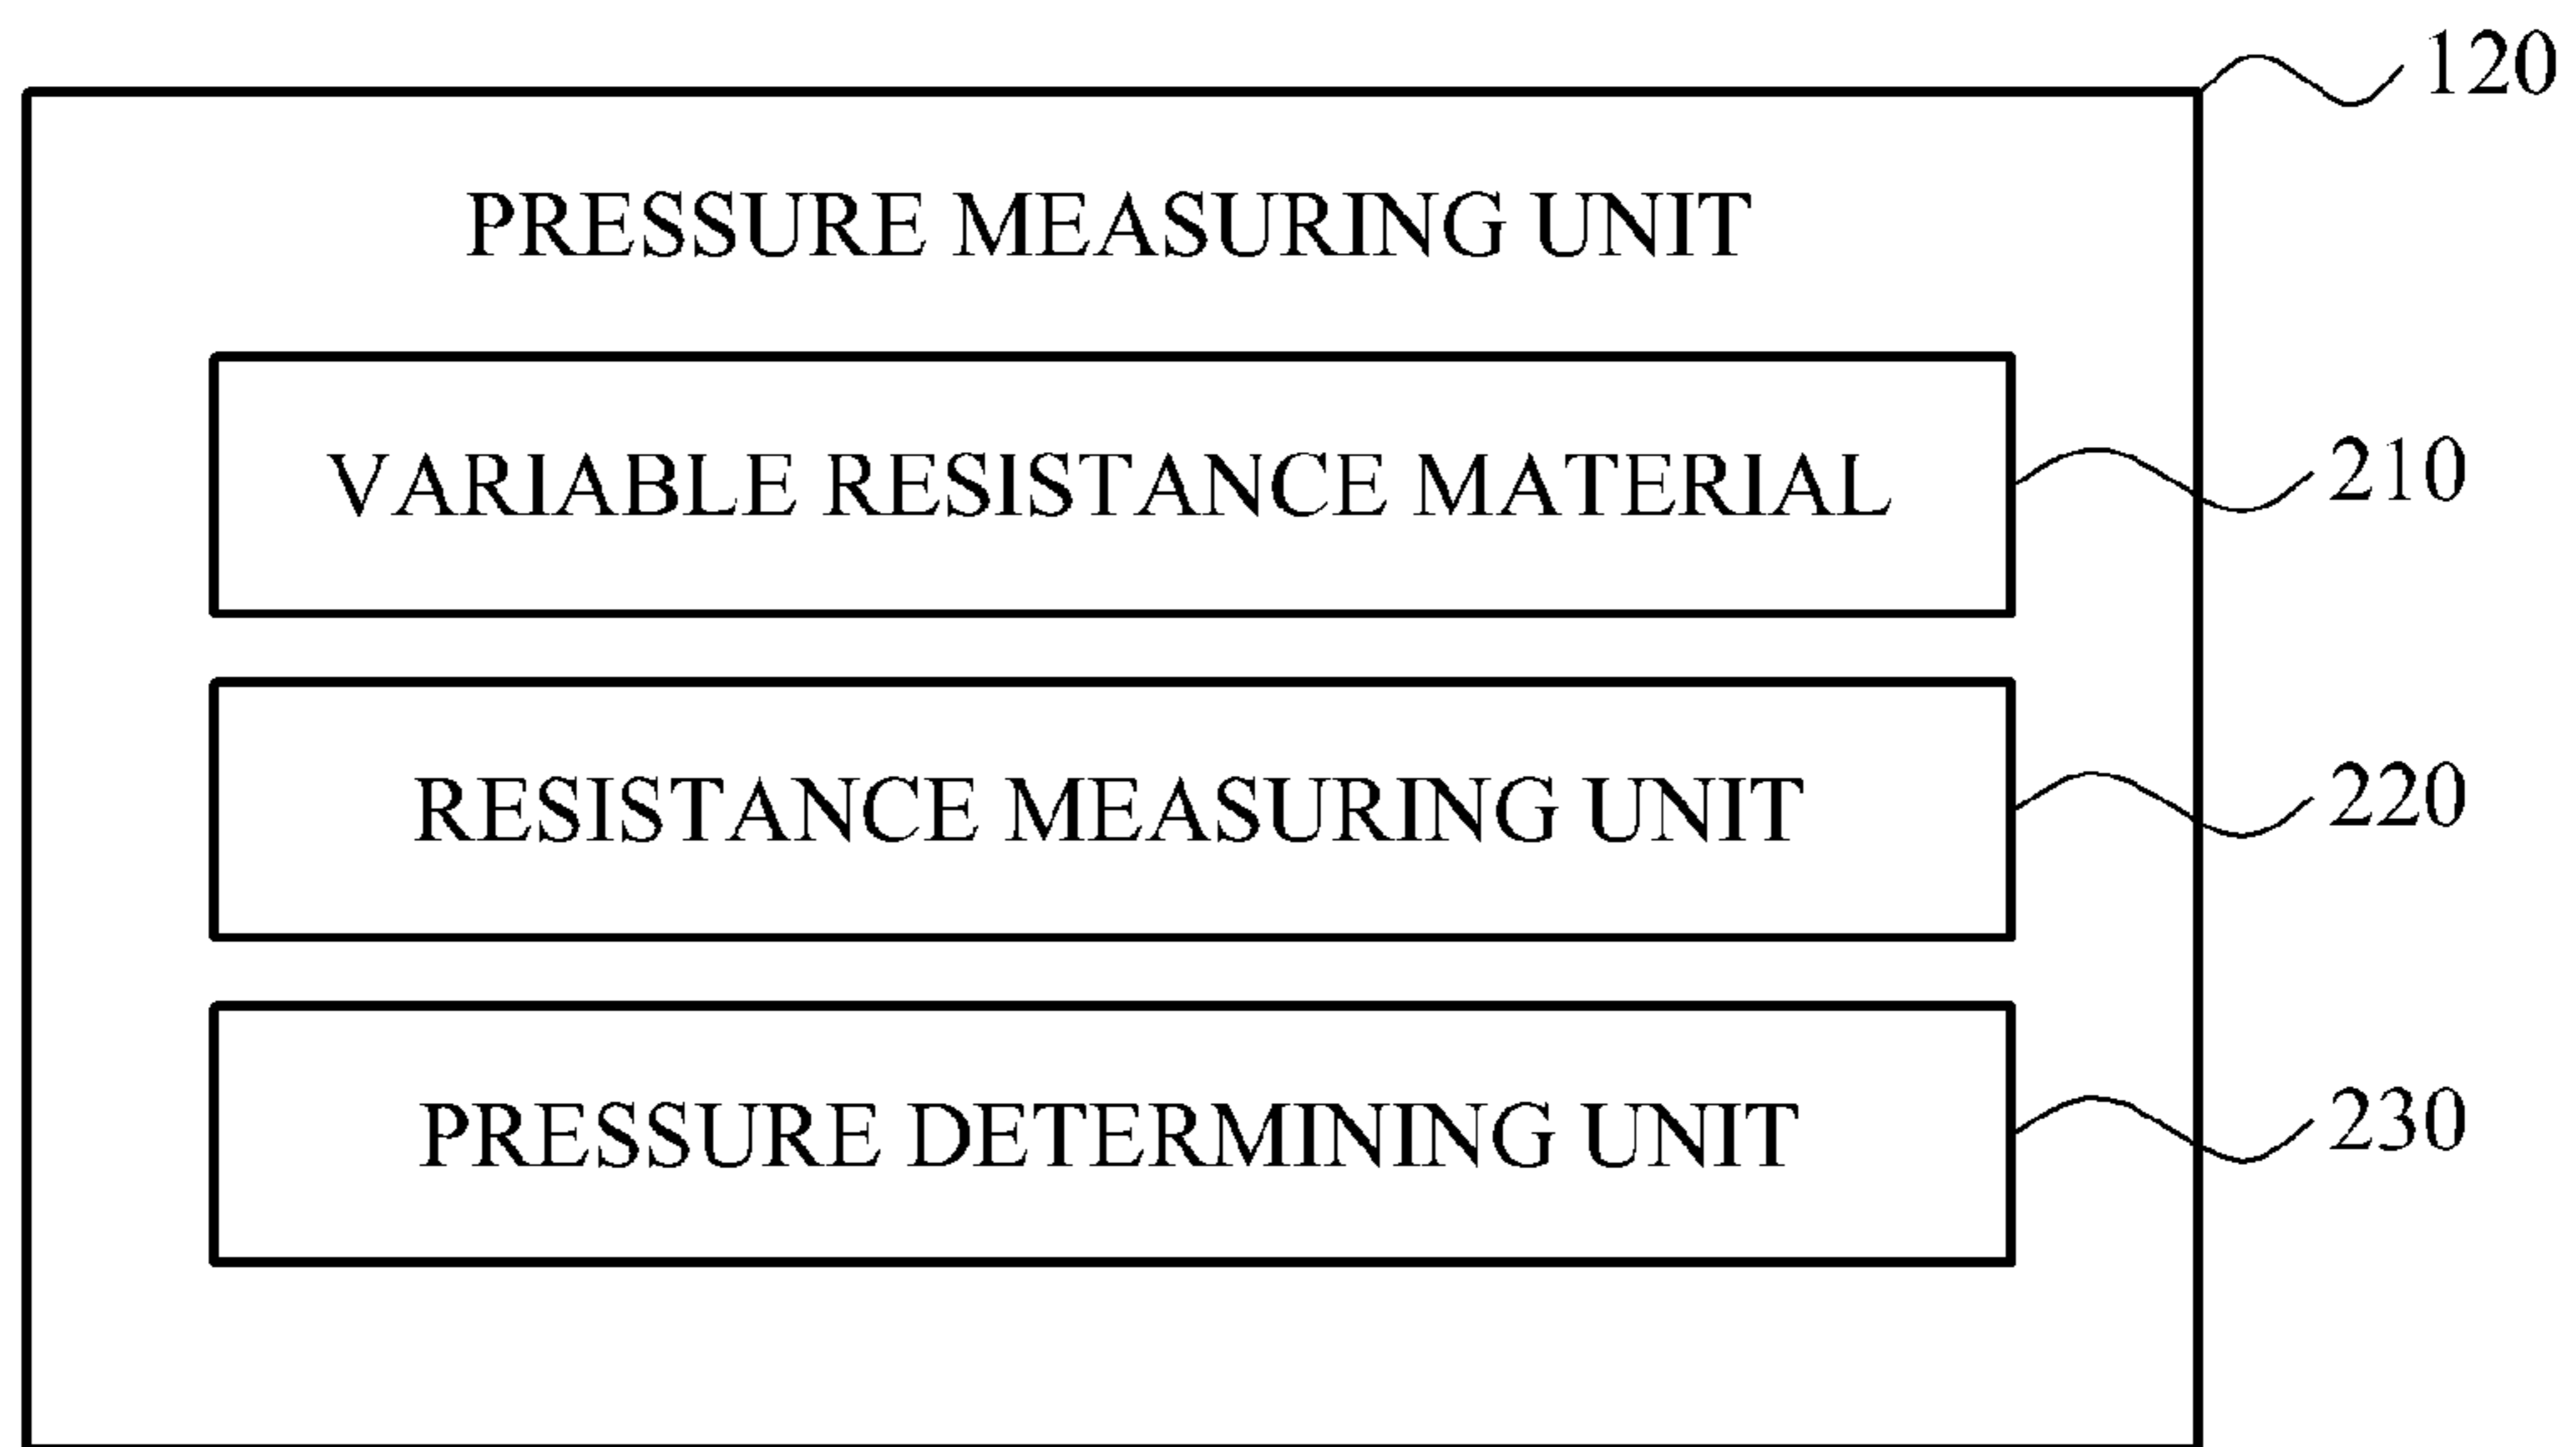 120
PRESSURE MEASURING UNIT
VARIABLE RESISTANCE MATERIAL
210
RESISTANCE MEASURING UNIT
220
PRESSURE DETERMINING UNIT
230